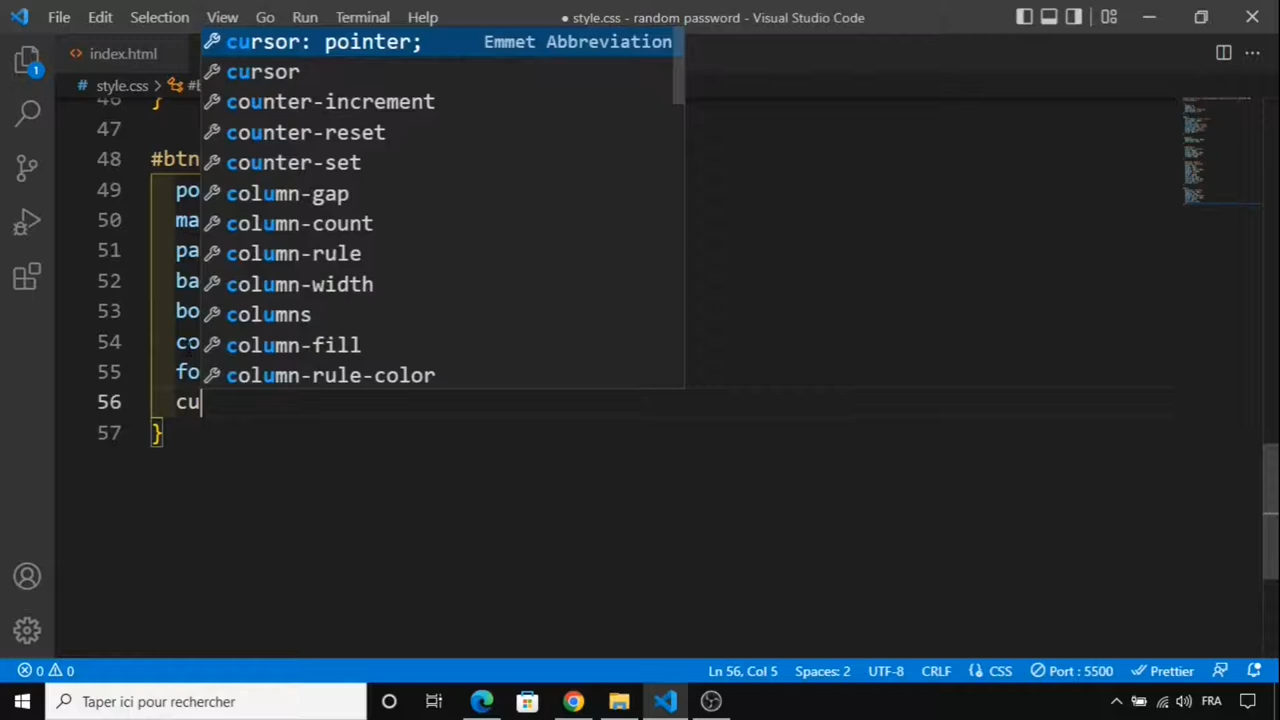 File Edit Selection View Go Run Terminal Help
● style.css - random password - Visual Studio Code
index.html
# style.css > #b
cursor: pointer; Emmet Abbreviation
cursor
counter-increment
counter-reset
counter-set
column-gap
column-count
column-rule
column-width
columns
column-fill
column-rule-color
1
46 }
47
48 #btn
49 po
50 ma
51 pa
52 ba
53 bo
54 co
55 fo
56 cu
57 }
0 0
Ln 56, Col 5 Spaces: 2 UTF-8 CRLF {} CSS Port : 5500 Prettier
Taper ici pour rechercher
FRA